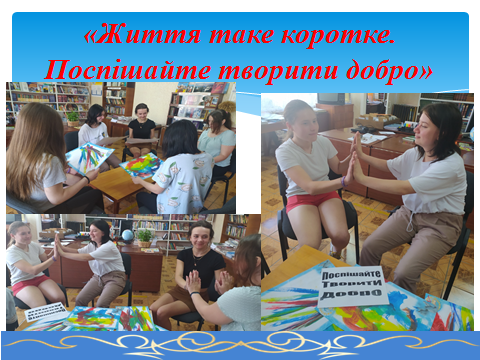 «Життя таке коротке.
Поспішайте творити добро»
Поспішайте
Творити
Добро